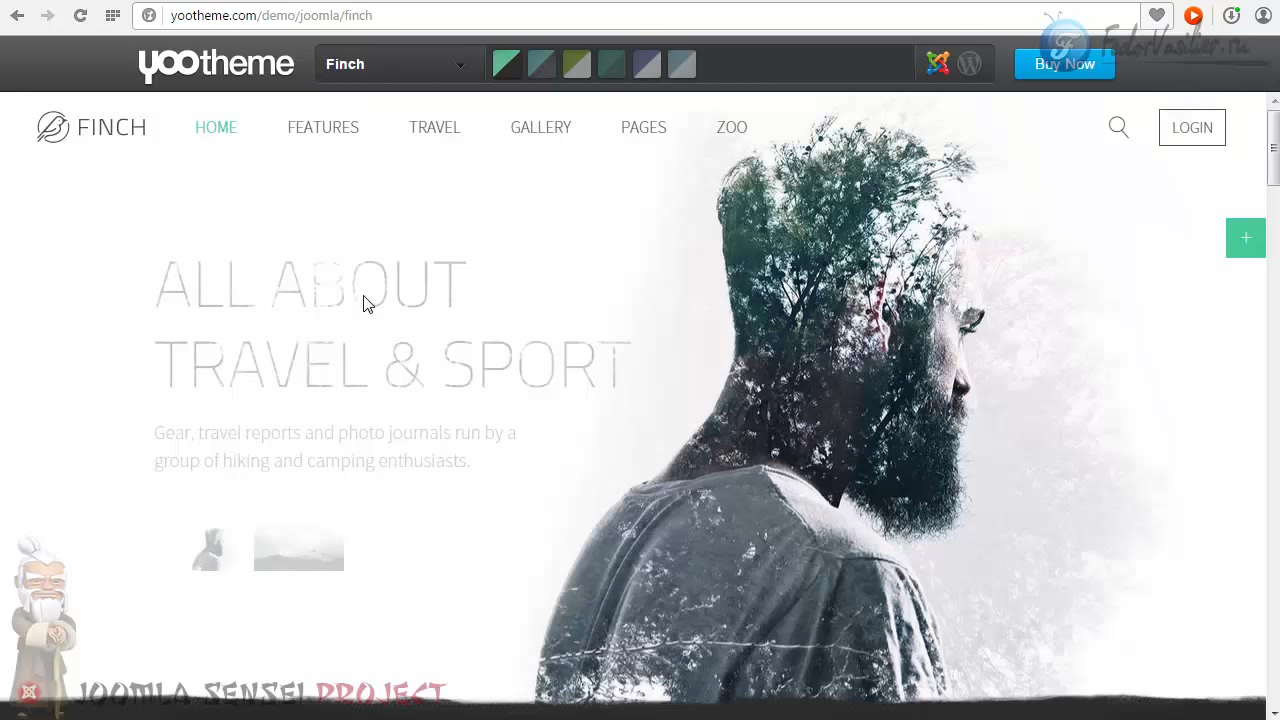 yootheme.com/demo/joomla/finch
yootheme
Finch
Buy Now
FedorVasiliev.ru
FINCH
HOME
FEATURES
TRAVEL
GALLERY
PAGES
ZOO
LOGIN
+
ALL ABOUT
TRAVEL & SPORT
Gear, travel reports and photo journals run by a
group of hiking and camping enthusiasts.
JOOMLA SENSEI PROJECT